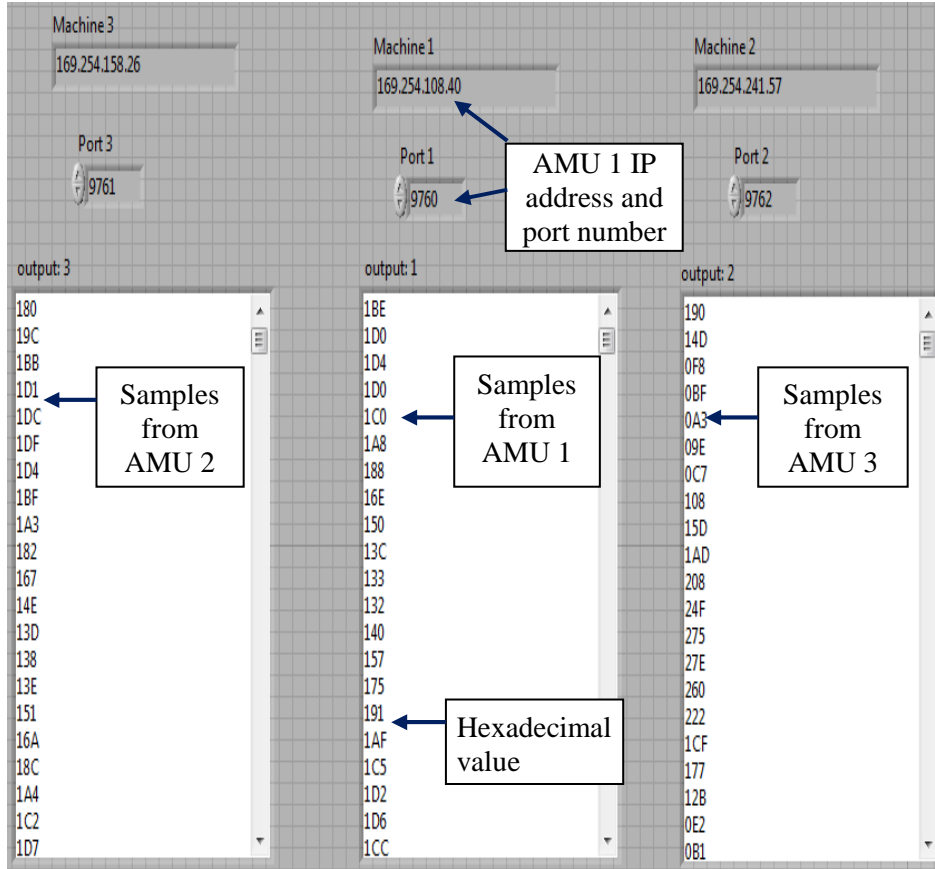 Machine 3
169.254.158.26
Machine 1
169.254.108.40
Machine 2
169.254.241.57
Port 3
9761
Port 1
9760
Port 2
9762
AMU 1 IP
address and
port number
output: 3
180
19C
1BB
1D1
1DC
1DF
1D4
1BF
1A3
182
167
14E
13D
138
13E
151
16A
18C
1A4
1C2
1D7
Samples
from
AMU 2
output: 1
1BE
1D0
1D4
1D0
1C0
1A8
188
16E
150
13C
133
132
140
157
175
191
1AF
1C5
1D2
1D6
1CC
Samples
from
AMU 1
Hexadecimal
value
output: 2
190
14D
0F8
0BF
0A3
09E
0C7
108
15D
1AD
208
24F
275
27E
260
222
1CF
177
12B
0E2
0B1
Samples
from
AMU 3